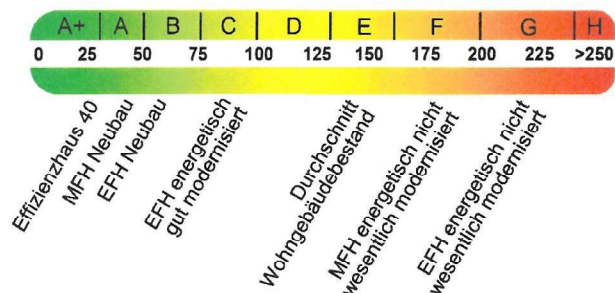 A+ A B C D E F G H
0 25 50 75 100 125 150 175 200 225 >250
Effizienzhaus 40
MFH Neubau
EFH Neubau
EFH energetisch
gut modernisiert
Durchschnitt
Wohngebäudebestand
MFH energetisch nicht
wesentlich modernisiert
EFH energetisch nicht
wesentlich modernisiert